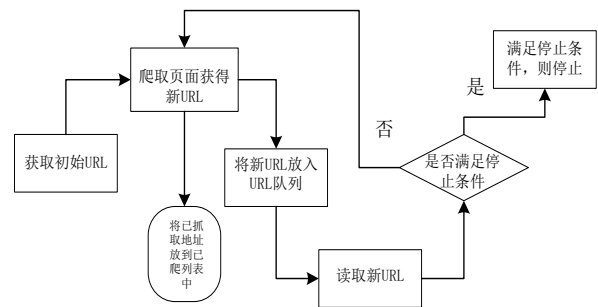 获取初始URL
爬取页面获得
新URL
将已抓
取地址
放到已
爬列表
中
将新URL放入
URL队列
读取新URL
是否满足停
止条件
否
是
满足停止条
件，则停止